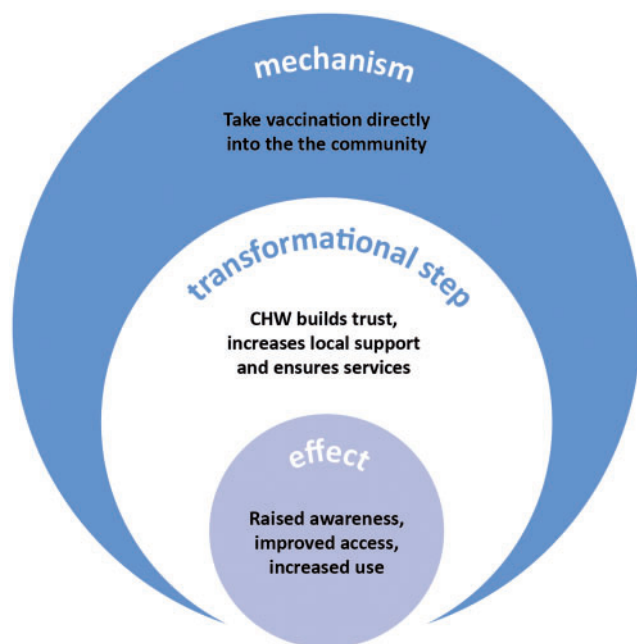 mechanism
Take vaccination directly
into the the community
transformational step
CHW builds trust,
increases local support
and ensures services
effect
Raised awareness,
improved access,
increased use